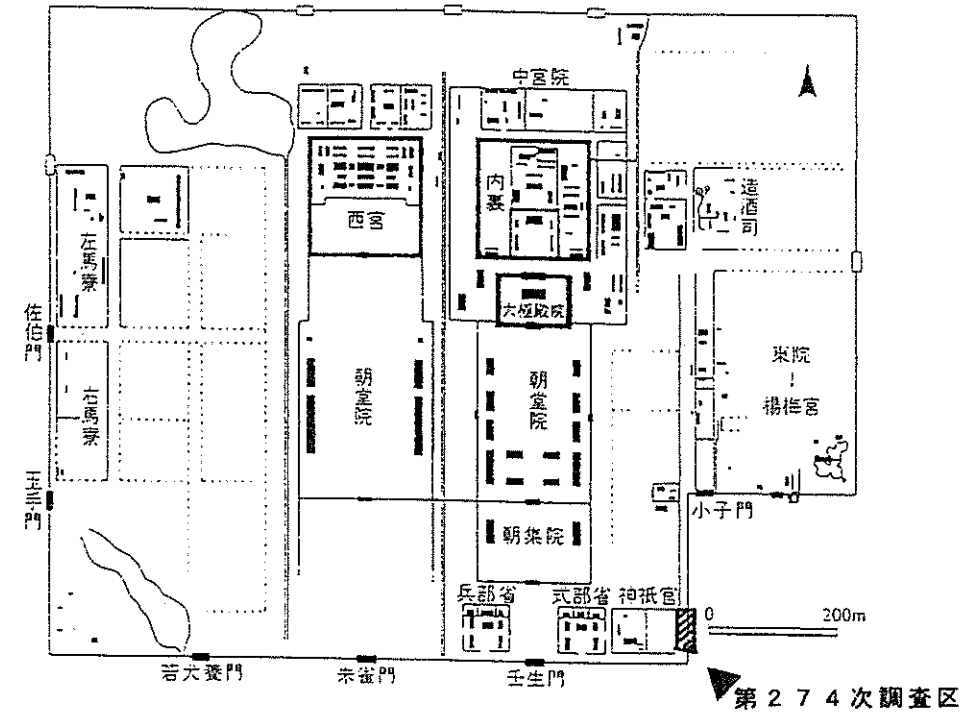 中宮院
内裏
西宮
造酒司
左馬寮
大極殿院
佐伯門
朝堂院
朝堂院
東院
楊梅宮
右馬寮
玉手門
小子門
朝集院
兵部省
式部省
神祇官
0
200m
若犬養門
朱雀門
壬生門
第２７４次調査区